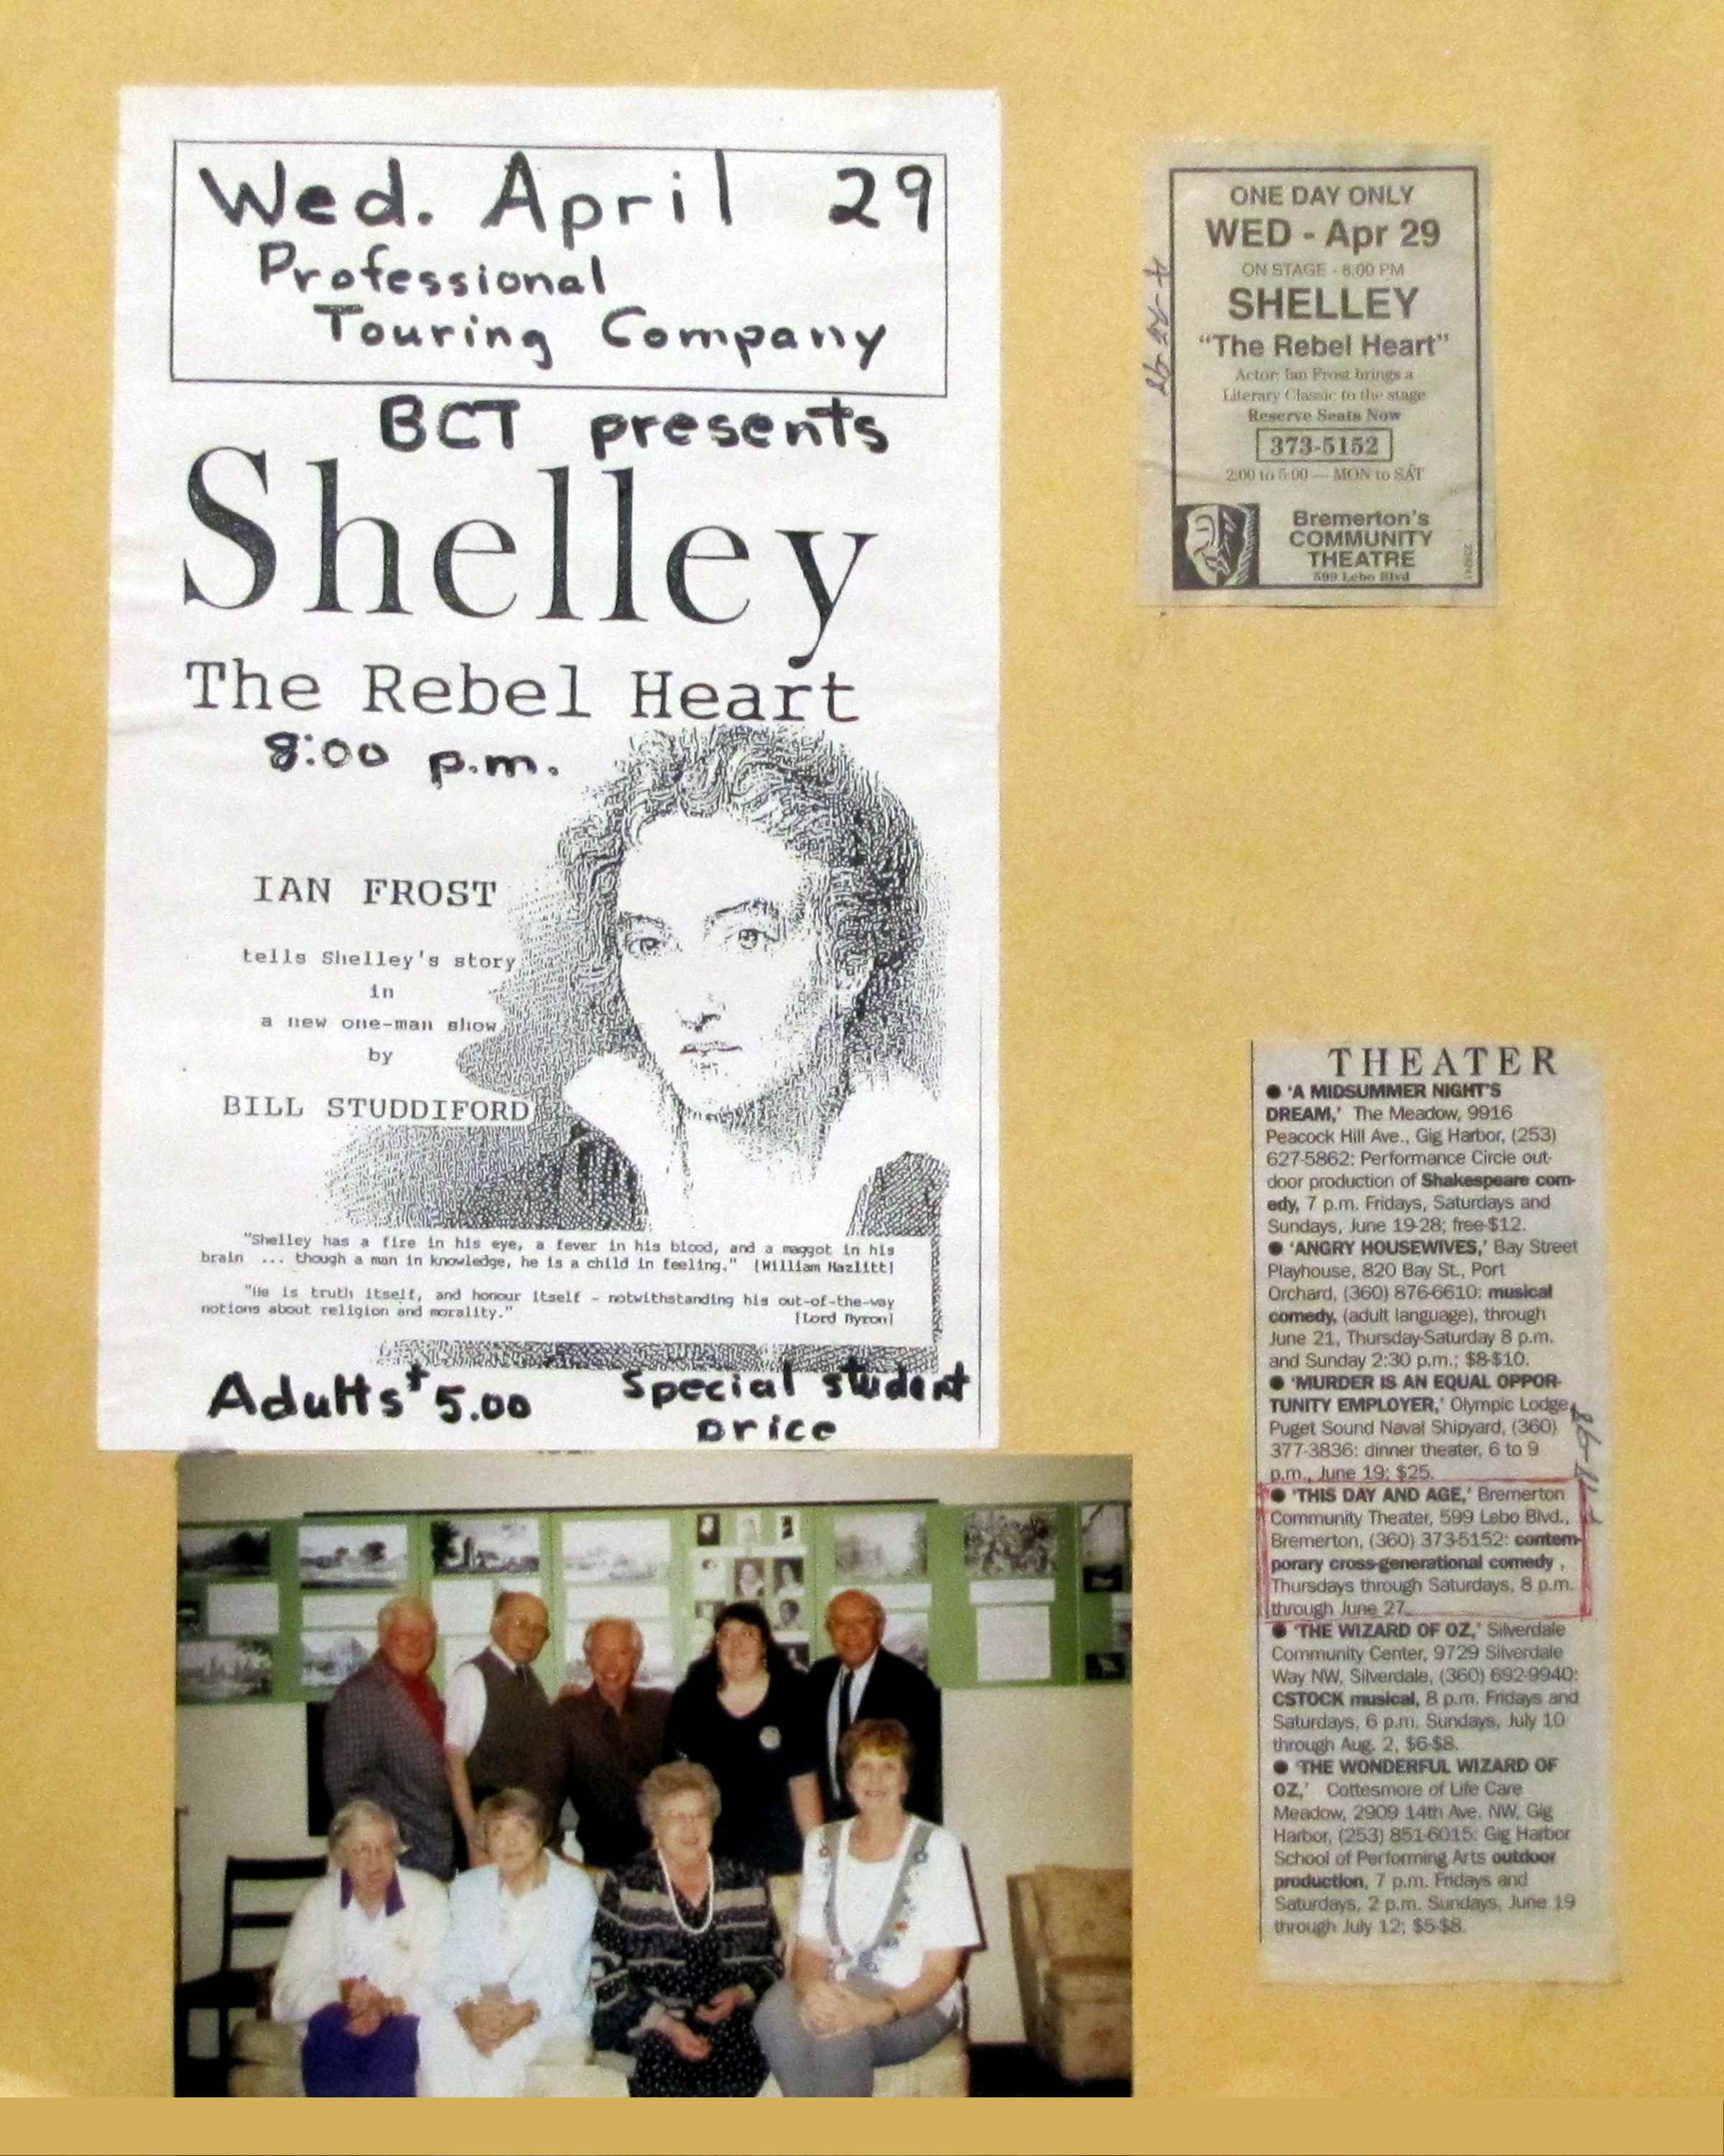 Wed. April 29
Professional
Touring Company
BCT presents
Shelley
The Rebel Heart
8:00 p.m.
IAN FROST
tells Shelley's story
in
a new one-man show
by
BILL STUDDIFORD
"Shelley has a fire in his eye, a fever in his blood, and a maggot in his
brain ... though a man in knowledge, he is a child in feeling." [William Hazlitt]
"He is truth itself, and honour itself - notwithstanding his out-of-the-way
notions about religion and morality."
[Lord Byron]
Adults $5.00
Special student
price
ONE DAY ONLY
WED - Apr 29
ON STAGE - 8:00 PM
SHELLEY
"The Rebel Heart"
Actor: Ian Frost brings a
Literary Classic to the stage
Reserve Seats Now
373-5152
2:00 to 5:00 — MON to SAT
Bremerton's
COMMUNITY
THEATRE
599 Lebo Blvd
THEATER
● 'A MIDSUMMER NIGHT'S
DREAM,' The Meadow, 9916
Peacock Hill Ave., Gig Harbor, (253)
627-5862: Performance Circle out-
door production of Shakespeare com-
edy, 7 p.m. Fridays, Saturdays and
Sundays, June 19-28; free-$12.
● 'ANGRY HOUSEWIVES,' Bay Street
Playhouse, 820 Bay St., Port
Orchard, (360) 876-6610: musical
comedy, (adult language), through
June 21, Thursday-Saturday 8 p.m.
and Sunday 2:30 p.m.; $8-$10.
● 'MURDER IS AN EQUAL OPPOR-
TUNITY EMPLOYER,' Olympic Lodge,
Puget Sound Naval Shipyard, (360)
377-3836: dinner theater, 6 to 9
p.m., June 19; $25.
● 'THIS DAY AND AGE,' Bremerton
Community Theater, 599 Lebo Blvd.,
Bremerton, (360) 373-5152: contem-
porary cross-generational comedy ,
Thursdays through Saturdays, 8 p.m.
through June 27.
● 'THE WIZARD OF OZ,' Silverdale
Community Center, 9729 Silverdale
Way NW, Silverdale, (360) 692-9940:
CSTOCK musical, 8 p.m. Fridays and
Saturdays, 6 p.m. Sundays, July 10
through Aug. 2, $6-$8.
● 'THE WONDERFUL WIZARD OF
OZ,' Cottesmore of Life Care
Meadow, 2909 14th Ave. NW, Gig
Harbor, (253) 851-6015: Gig Harbor
School of Performing Arts outdoor
production, 7 p.m. Fridays and
Saturdays, 2 p.m. Sundays, June 19
through July 12; $5-$8.